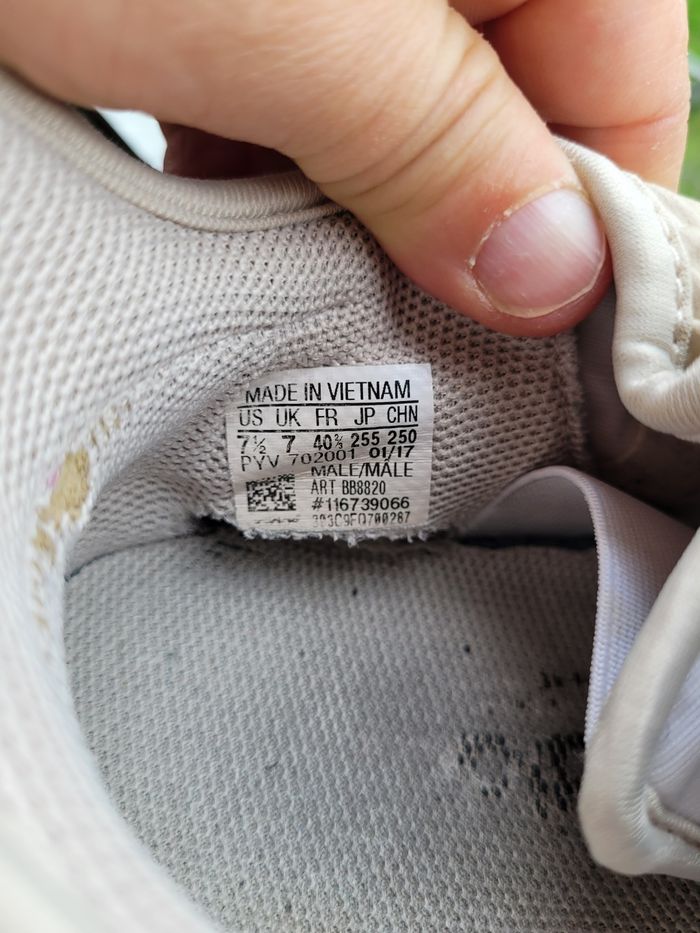 MADE IN VIETNAM
US UK FR JP CHN
7½ 7 40⅔ 255 250
PYV 702001 01/17
MALE/MÂLE
ART BB8820
#116739066